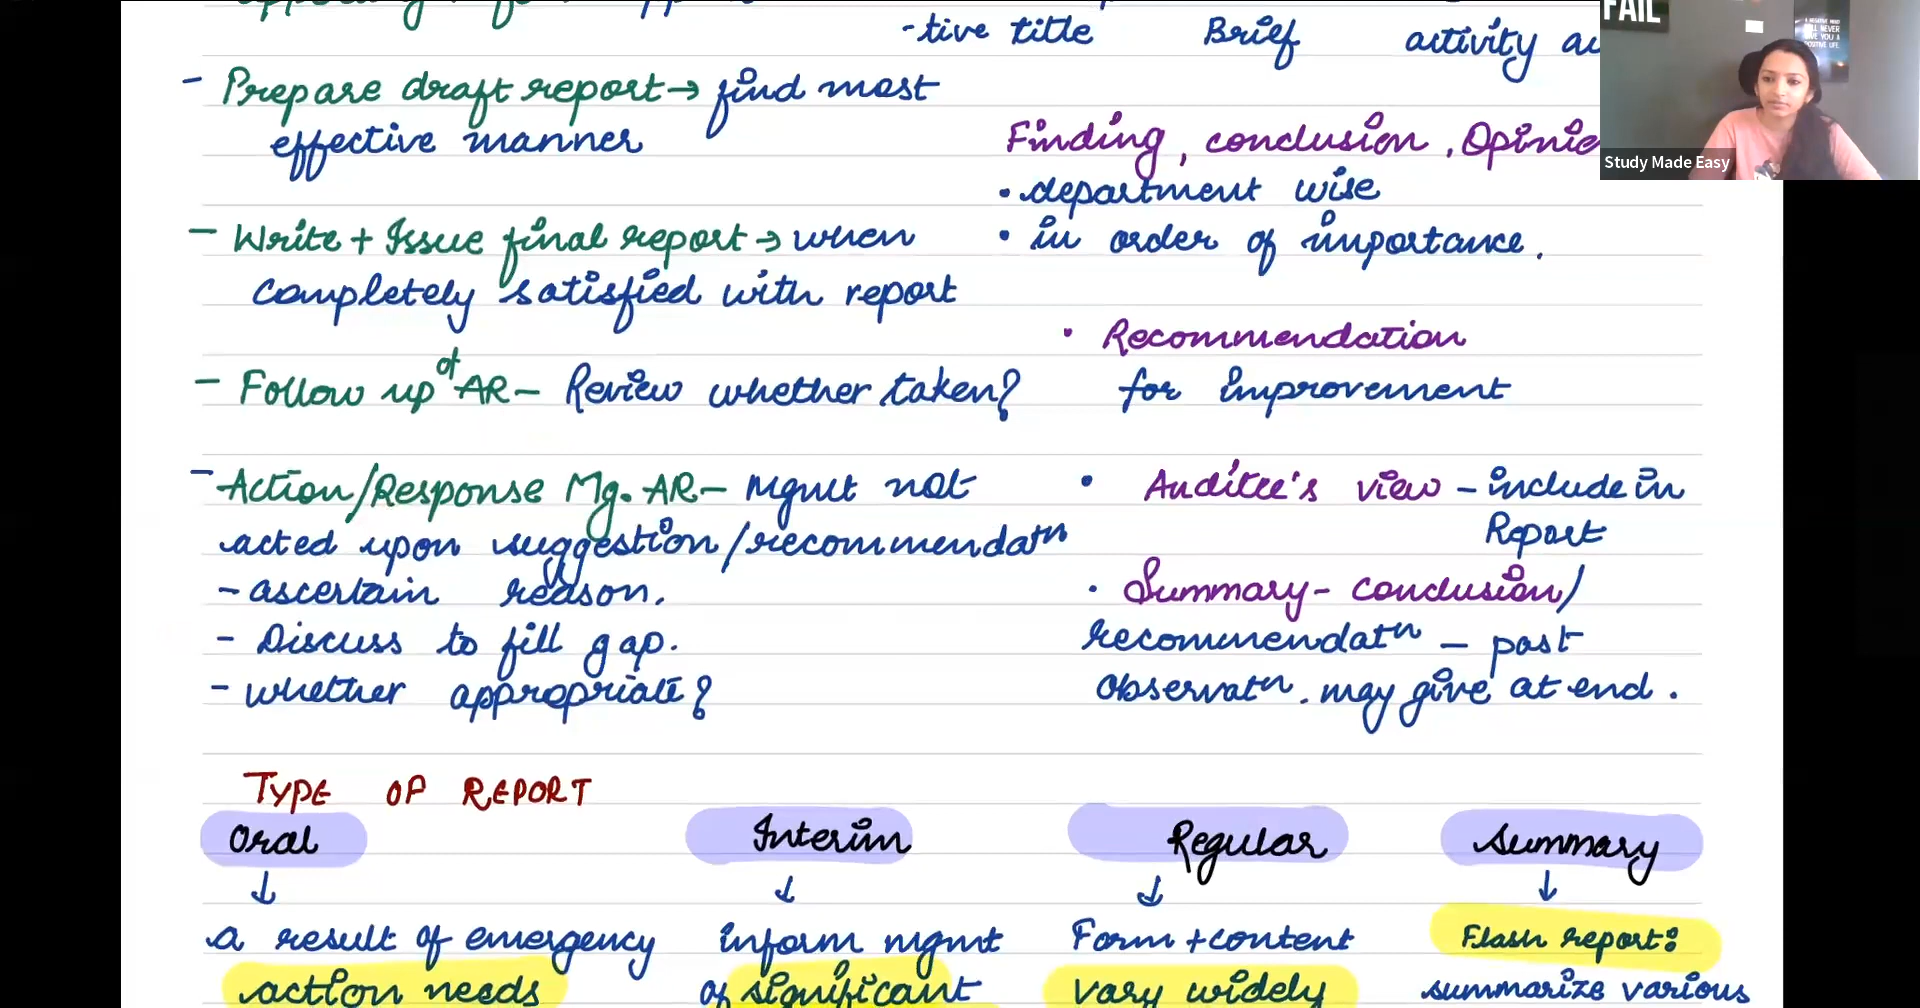 -tive title Brief activity
- Prepare draft report → find most
effective manner
- Write + Issue final report → when
completely satisfied with report
- Follow up of AR - Review whether taken?
- Action/Response Mg. AR - Mgmt not
acted upon suggestion/recommendatn
- ascertain reason.
- Discuss to fill gap.
- whether appropriate?
Finding, conclusion,
• department wise
• in order of importance.
• Recommendation
for improvement
• Auditee's view - include in
Report
• Summary - conclusion/
recommendatn - past
observatn. may give at end.
TYPE OF REPORT
Oral Interim Regular Summary
↓ ↓ ↓ ↓
a result of emergency inform mgmt Form + content Flash report:
action needs of significant vary widely summarize various
FAIL
Study Made Easy